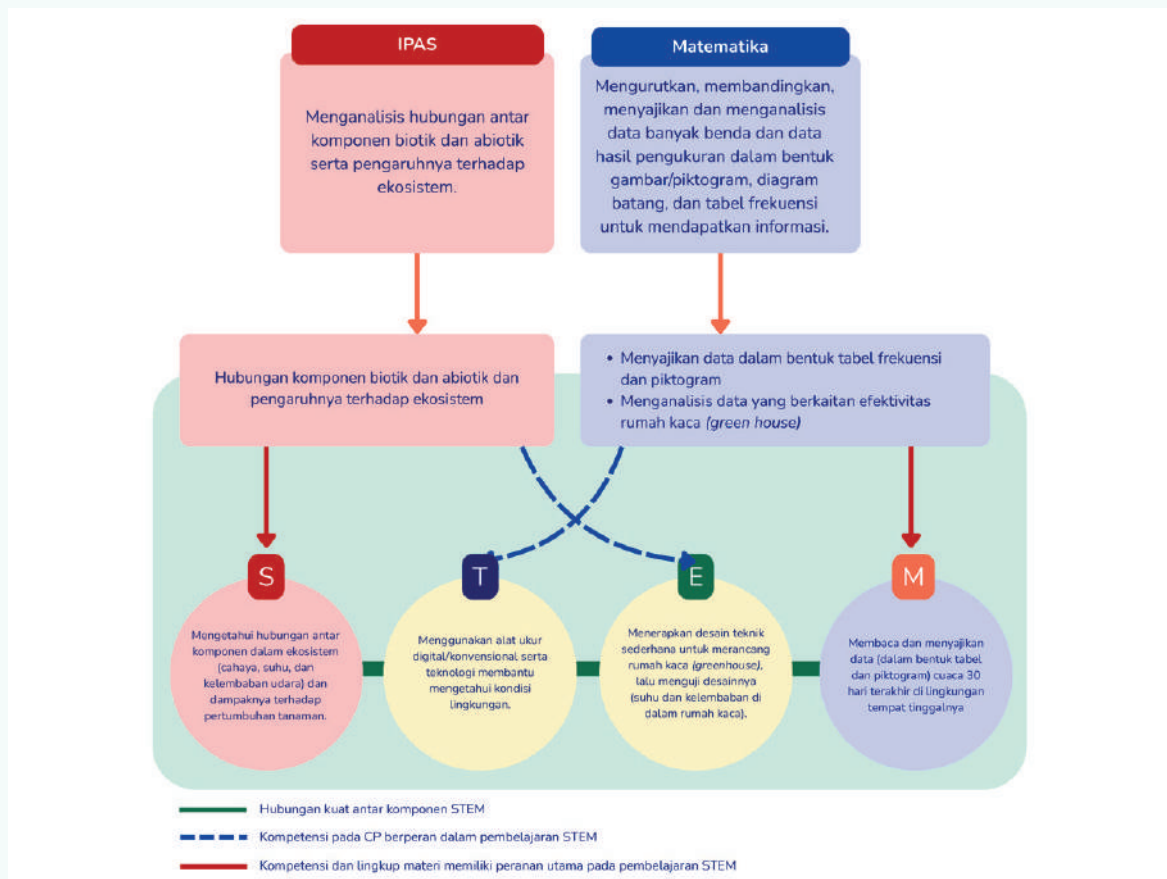 IPAS
Menganalisis hubungan antar
komponen biotik dan abiotik
serta pengaruhnya terhadap
ekosistem.
Matematika
Mengurutkan, membandingkan,
menyajikan dan menganalisis
data banyak benda dan data
hasil pengukuran dalam bentuk
gambar/piktogram, diagram
batang, dan tabel frekuensi
untuk mendapatkan informasi.
Hubungan komponen biotik dan abiotik dan
pengaruhnya terhadap ekosistem
• Menyajikan data dalam bentuk tabel frekuensi
dan piktogram
• Menganalisis data yang berkaitan efektivitas
rumah kaca (green house)
S
Mengetahui hubungan antar
komponen dalam ekosistem
(cahaya, suhu, dan
kelembaban udara) dan
dampaknya terhadap
pertumbuhan tanaman.
T
Menggunakan alat ukur
digital/konvensional serta
teknologi membantu
mengetahui kondisi
lingkungan.
E
Menerapkan desain teknik
sederhana untuk merancang
rumah kaca (greenhouse),
lalu menguji desainnya
(suhu dan kelembaban di
dalam rumah kaca).
M
Membaca dan menyajikan
data (dalam bentuk tabel
dan piktogram) cuaca 30
hari terakhir di lingkungan
tempat tinggalnya
Hubungan kuat antar komponen STEM
Kompetensi pada CP berperan dalam pembelajaran STEM
Kompetensi dan lingkup materi memiliki peranan utama pada pembelajaran STEM